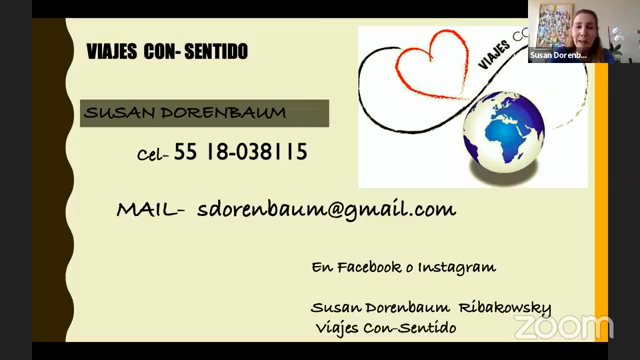 VIAJES CON- SENTIDO
SUSAN DORENBAUM
Cel- 55 18-038115
MAIL- sdorenbaum@gmail.com
En Facebook o Instagram
Susan Dorenbaum Ribakowsky
Viajes Con-Sentido
VIAJES CO
Susan Dorenb...
zoom